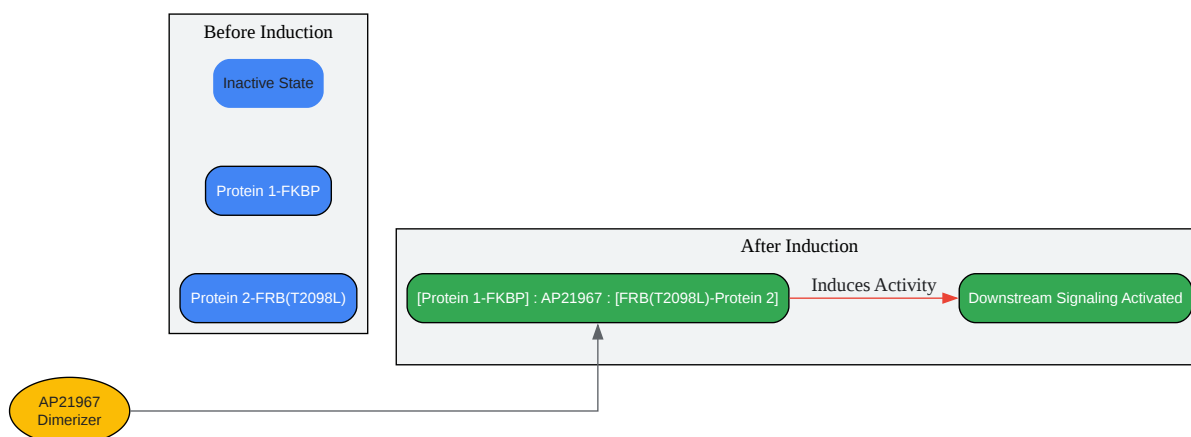 Before Induction
Inactive State
Protein 1-FKBP
Protein 2-FRB(T2098L)
After Induction
[Protein 1-FKBP] : AP21967 : [FRB(T2098L)-Protein 2]
Induces Activity
Downstream Signaling Activated
AP21967
Dimerizer